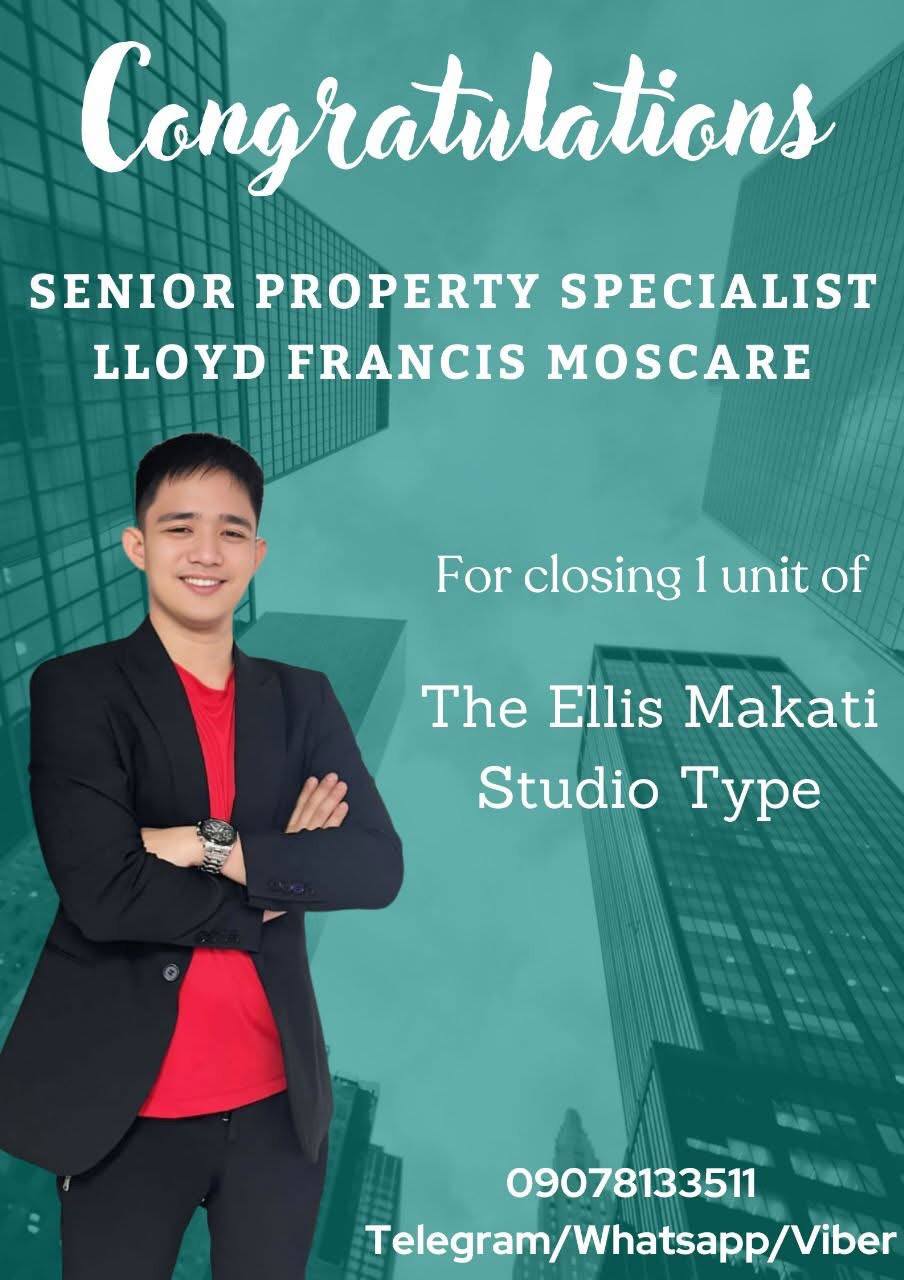 Congratulations
SENIOR PROPERTY SPECIALIST
LLOYD FRANCIS MOSCARE
For closing 1 unit of
The Ellis Makati
Studio Type
09078133511
Telegram/Whatsapp/Viber